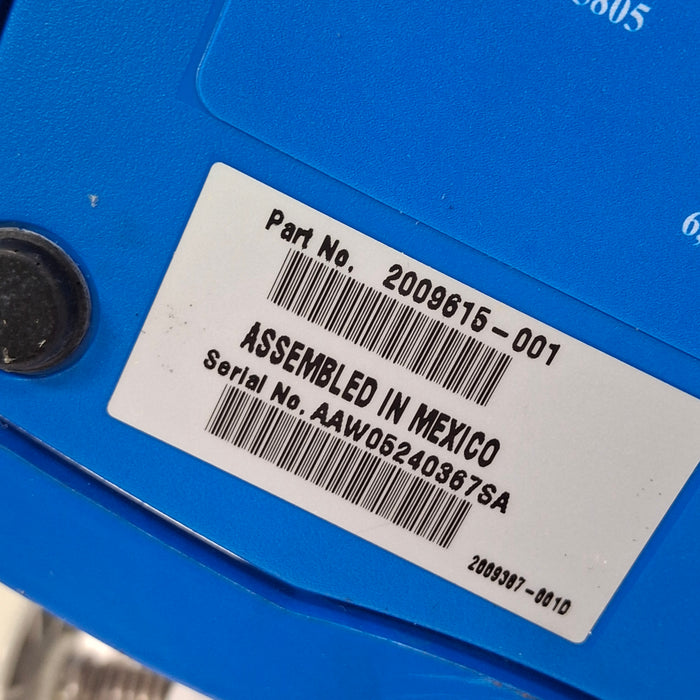 Part No. 2009615-001
ASSEMBLED IN MEXICO
Serial No. AAW05240367SA
2009387-001D